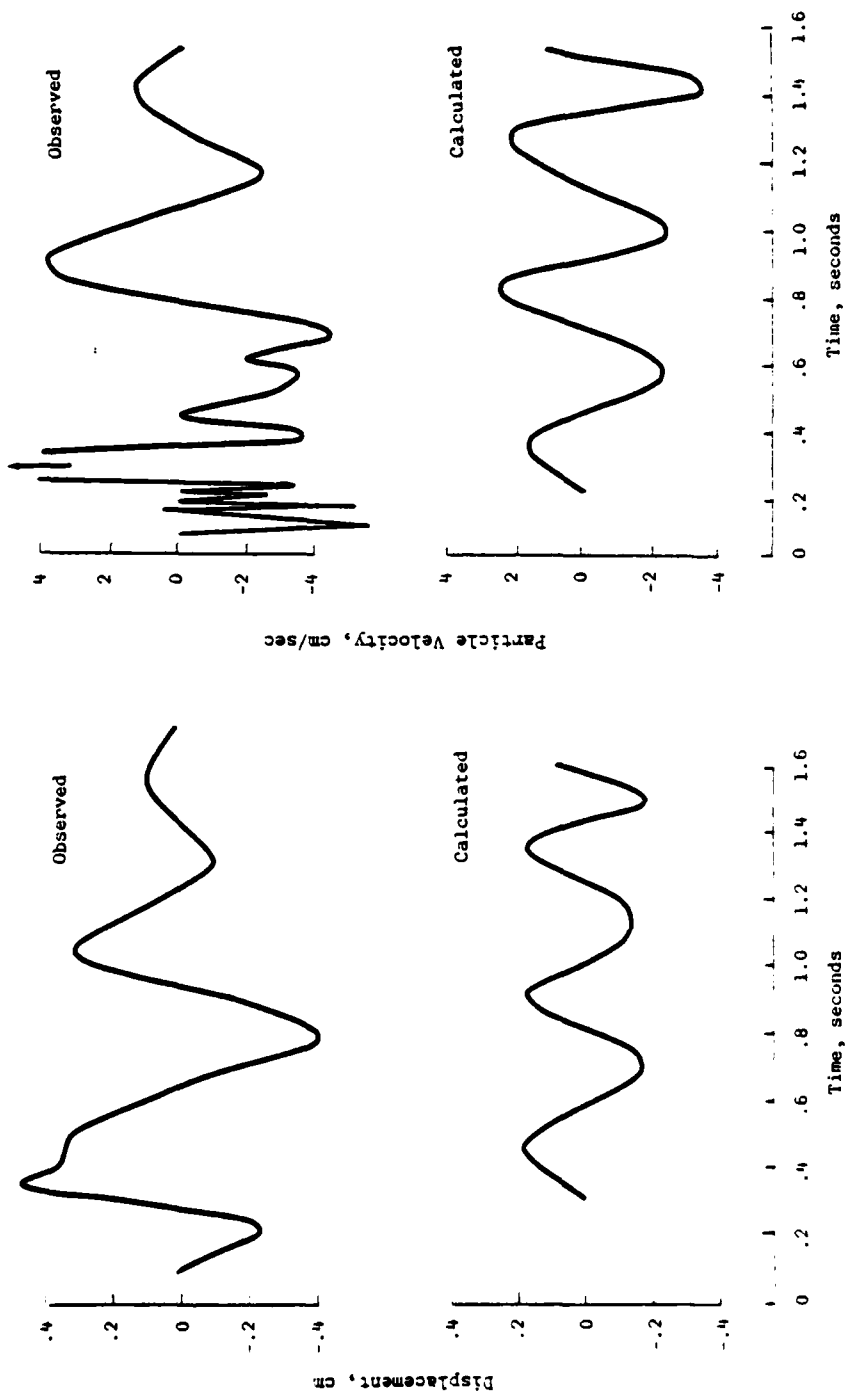 Observed
.4
.2
0
-.2
-.4
Displacement, cm
Calculated
.4
.2
0
-.2
-.4
0 .2 .4 .6 .8 1.0 1.2 1.4 1.6
Time, seconds
Observed
4
2
0
-2
-4
Particle Velocity, cm/sec
Calculated
4
2
0
-2
-4
0 .2 .4 .6 .8 1.0 1.2 1.4 1.6
Time, seconds